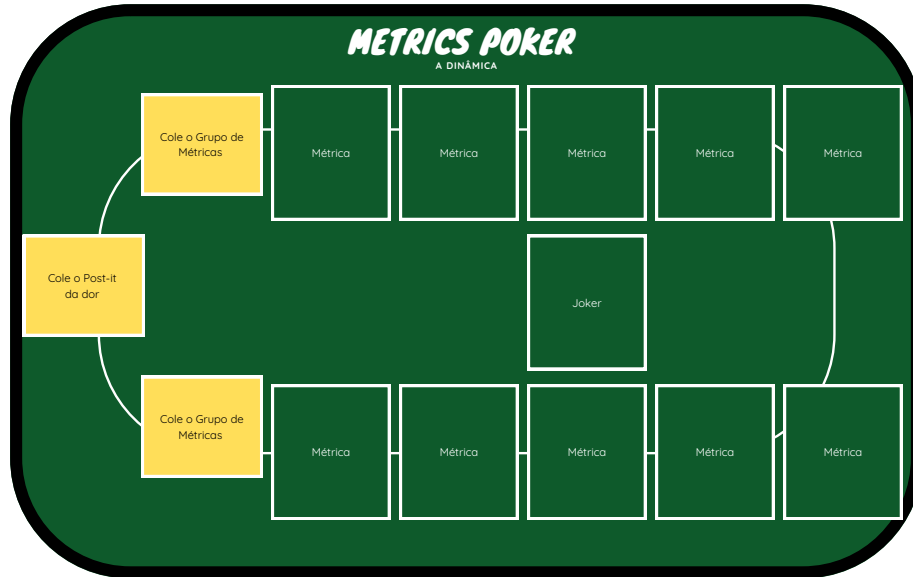 METRICS POKER
A DINÂMICA
Cole o Grupo de
Métricas
Métrica
Métrica
Métrica
Métrica
Métrica
Cole o Post-it
da dor
Joker
Cole o Grupo de
Métricas
Métrica
Métrica
Métrica
Métrica
Métrica